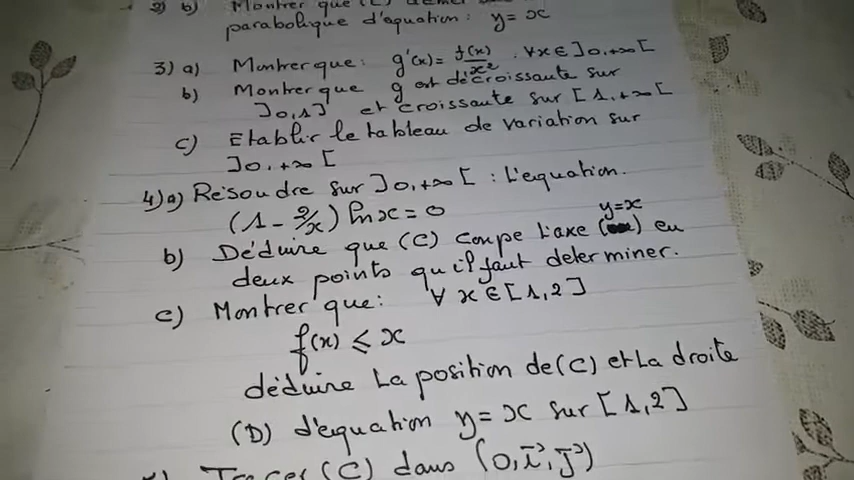 2) b) Montrer que (C)
parabolique d'equation : y = x
3) a) Montrer que : g'(x) = f(x)/x² . ∀x ∈ ]0,+∞[
b) Montrer que g est décroissante sur
]0,1] et croissante sur [1,+∞[
c) Etablir le tableau de variation sur
]0,+∞[
4) a) Résoudre sur ]0,+∞[ : L'equation.
(1 - 2/x) ln x = 0
b) Déduire que (C) coupe l'axe (y=x) en
deux points qu'il faut determiner.
c) Montrer que : ∀ x ∈ [1,2]
f(x) ⩽ x
déduire La position de (C) et La droite
(D) d'equation y = x sur [1,2]
Tracer (C) dans (O,i⃗,j⃗)